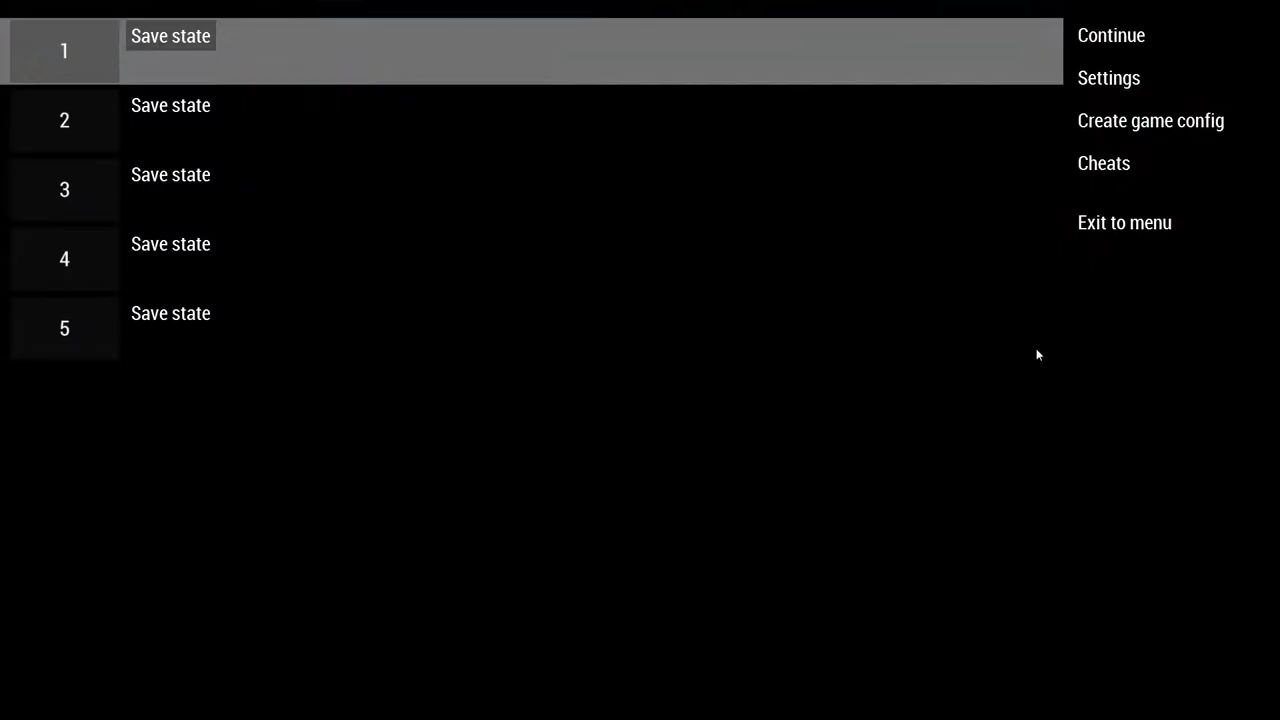 1 Save state
2 Save state
3 Save state
4 Save state
5 Save state
Continue
Settings
Create game config
Cheats
Exit to menu